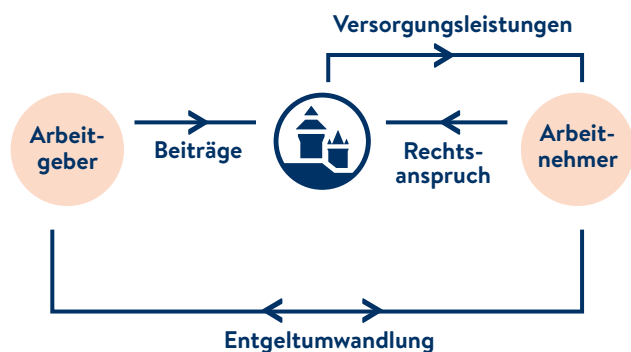 Versorgungsleistungen
Arbeit-
geber
Beiträge
Rechts-
anspruch
Arbeit-
nehmer
Entgeltumwandlung